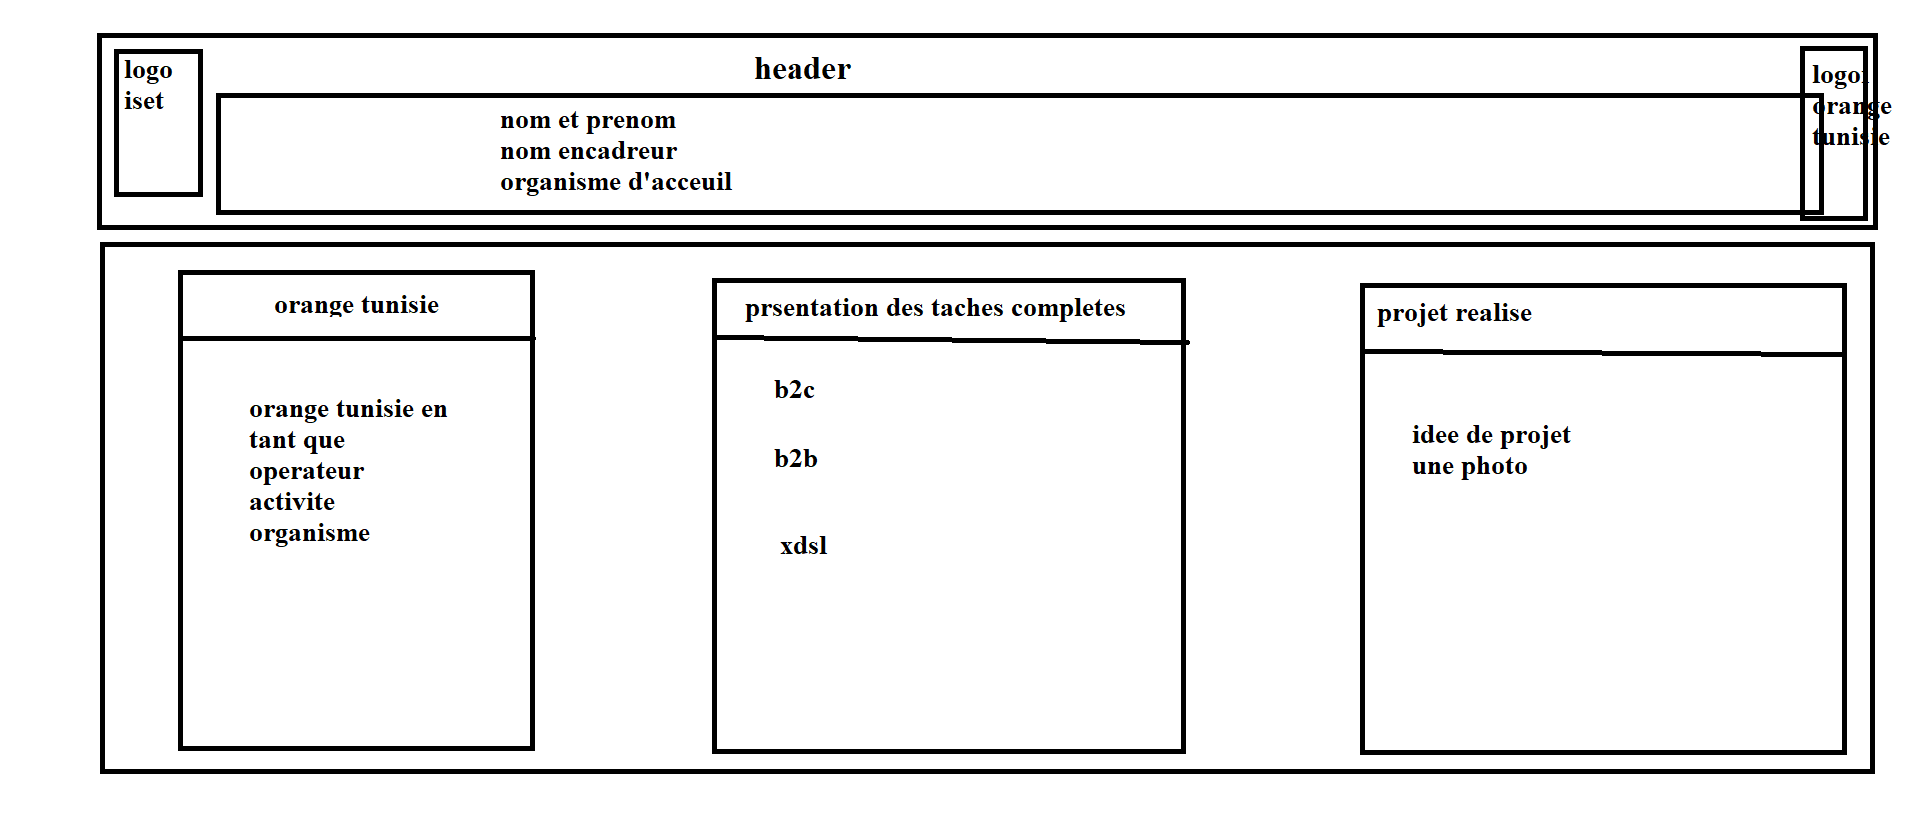 logo
iset
header
nom et prenom
nom encadreur
organisme d'acceuil
logoi
orange
tunisie
orange tunisie
orange tunisie en
tant que
operateur
activite
organisme
prsentation des taches completes
b2c
b2b
xdsl
projet realise
idee de projet
une photo